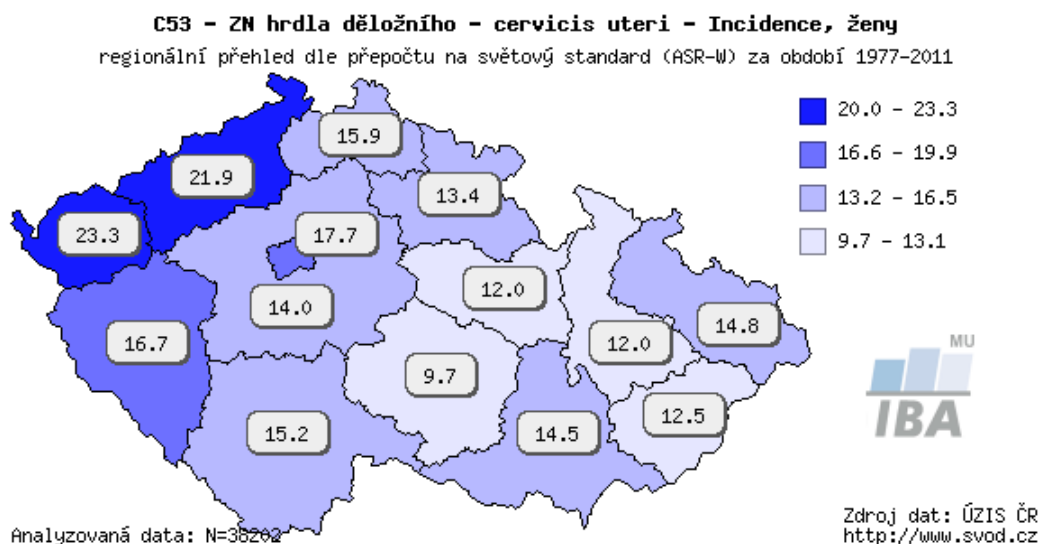 C53 - ZN hrdla děložního - cervicis uteri - Incidence, ženy
regionální přehled dle přepočtu na světový standard (ASR-W) za období 1977-2011
20.0 - 23.3
16.6 - 19.9
13.2 - 16.5
9.7 - 13.1
15.9
21.9
13.4
23.3
17.7
12.0
14.0
14.8
16.7
12.0
9.7
12.5
15.2
14.5
MU
IBA
Analyzovaná data: N=38202
Zdroj dat: ÚZIS ČR
http://www.svod.cz